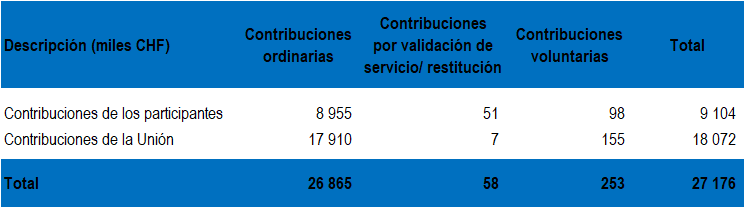 Descripción (miles CHF) Contribuciones ordinarias Contribuciones por validación de servicio/ restitución Contribuciones voluntarias Total
Contribuciones de los participantes 8 955 51 98 9 104
Contribuciones de la Unión 17 910 7 155 18 072
Total 26 865 58 253 27 176